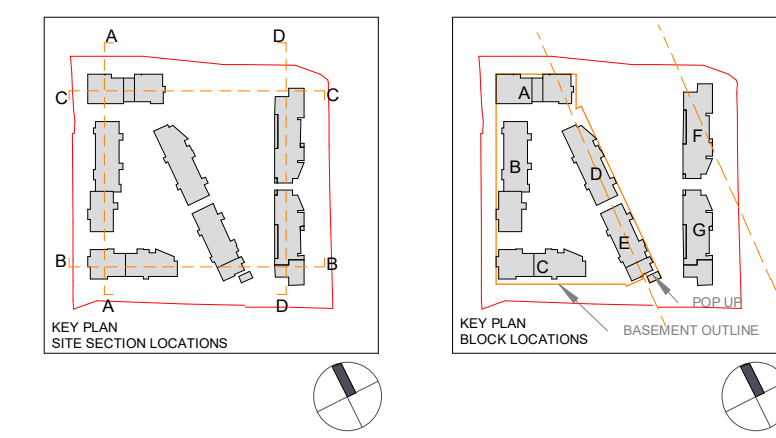 A
D
C
C
B
B
A
D
KEY PLAN
SITE SECTION LOCATIONS
A
F
B
D
G
E
C
POP UP
BASEMENT OUTLINE
KEY PLAN
BLOCK LOCATIONS